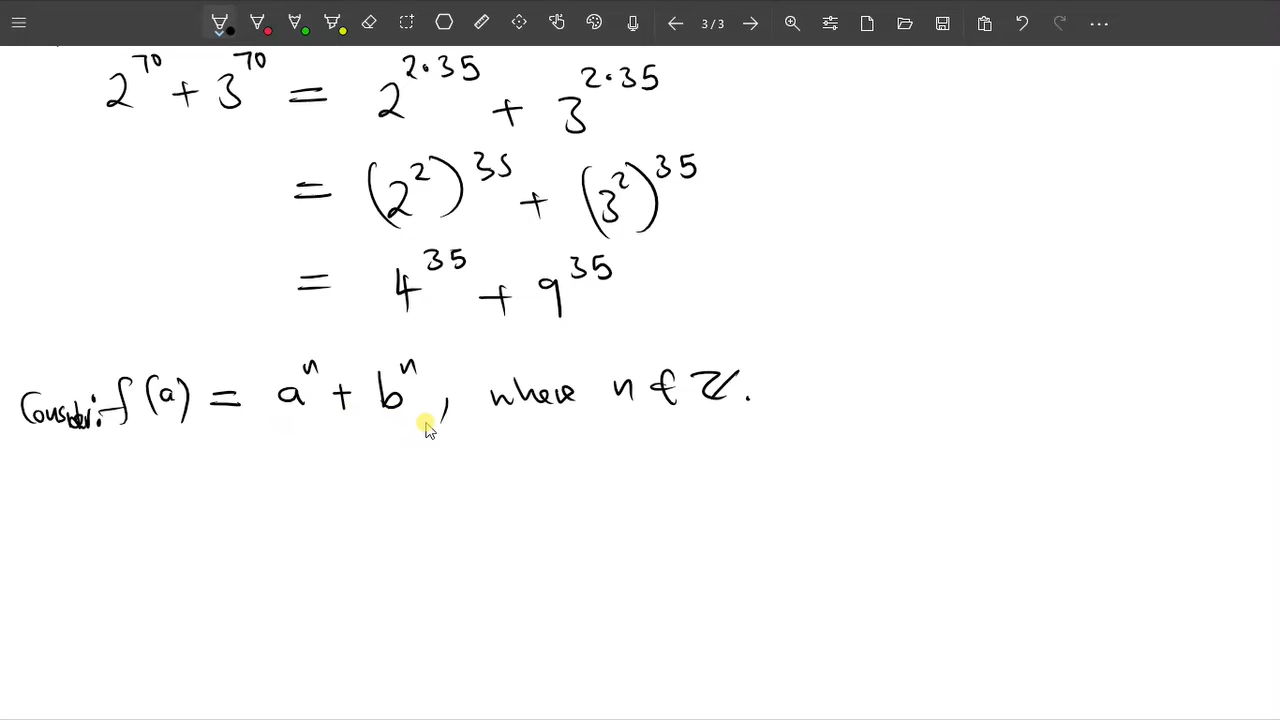 3/3
2^70 + 3^70 = 2^2·35 + 3^2·35
= (2^2)^35 + (3^2)^35
= 4^35 + 9^35
Consider: f(a) = a^n + b^n, where n ∈ ℤ.